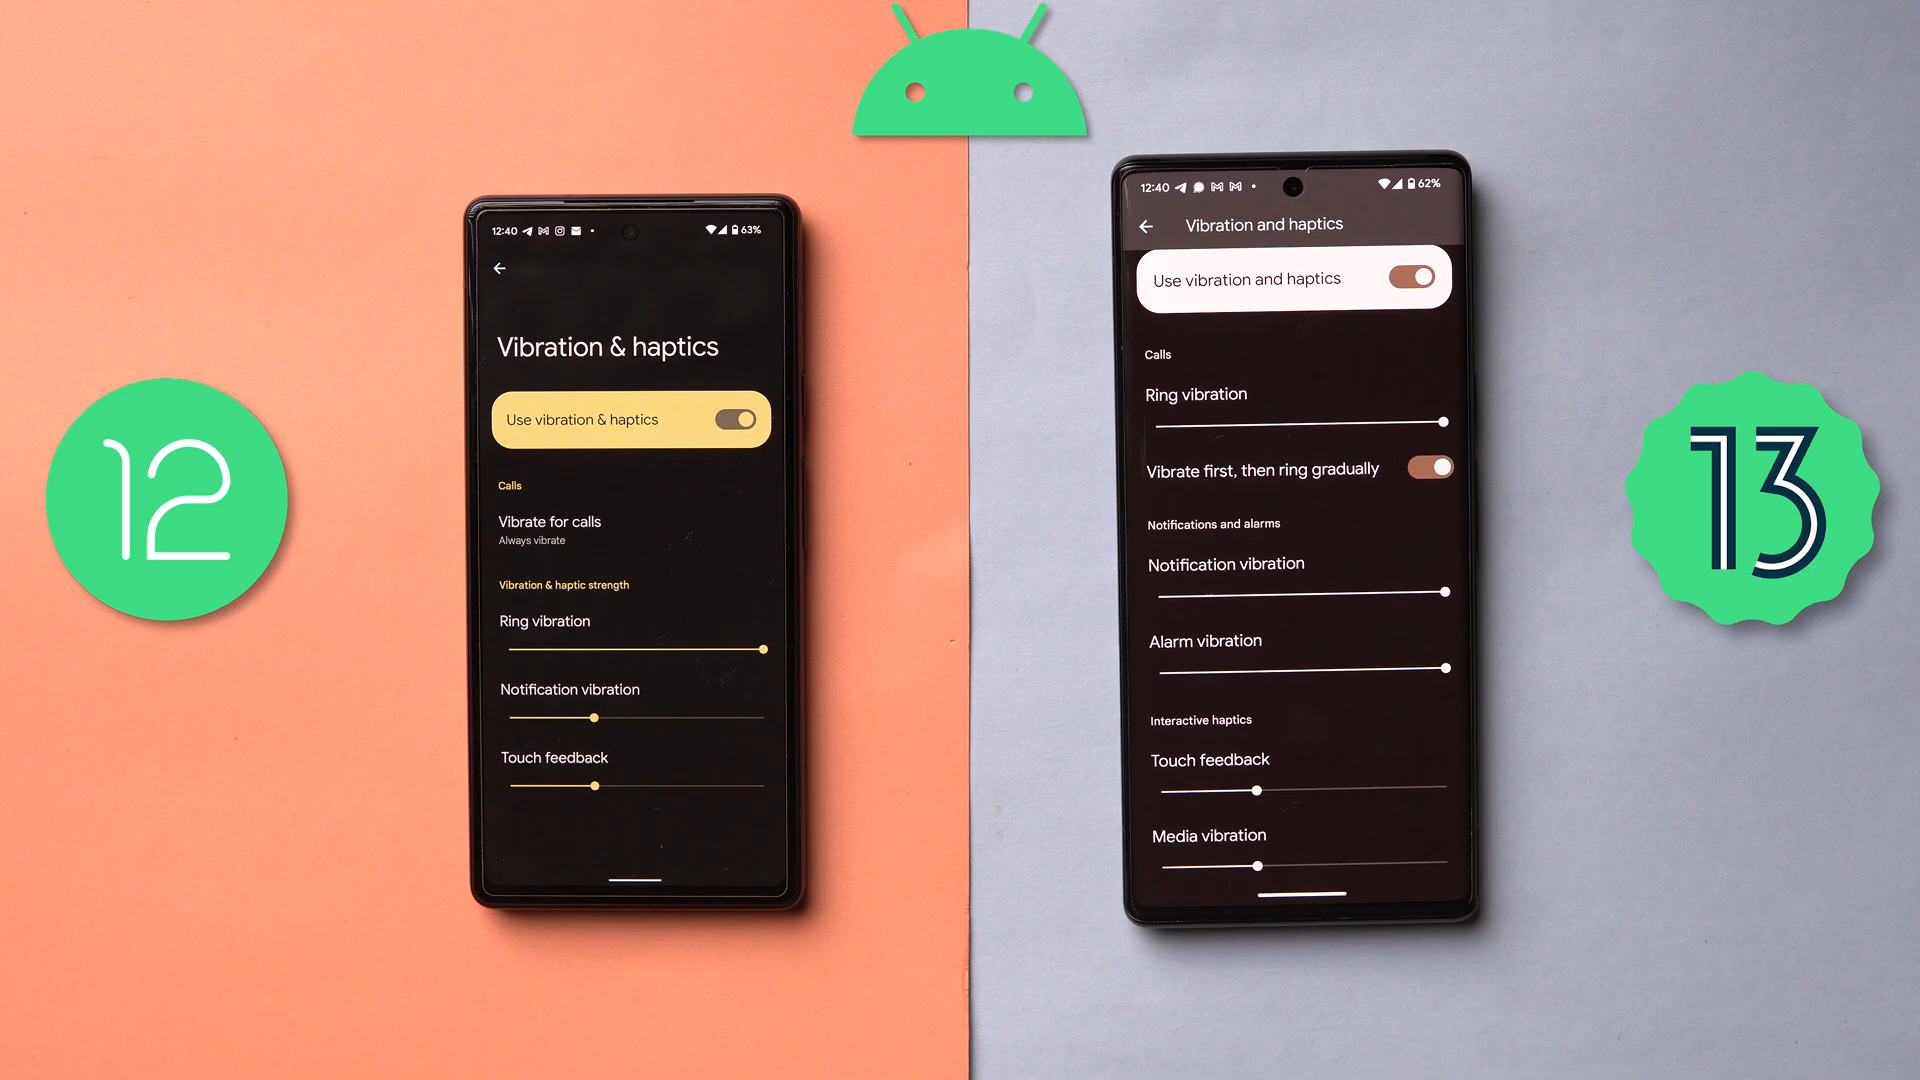 12
12:40
63%
Vibration & haptics
Use vibration & haptics
Calls
Vibrate for calls
Always vibrate
Vibration & haptic strength
Ring vibration
Notification vibration
Touch feedback
12:40
62%
Vibration and haptics
Use vibration and haptics
Calls
Ring vibration
Vibrate first, then ring gradually
Notifications and alarms
Notification vibration
Alarm vibration
Interactive haptics
Touch feedback
Media vibration
13